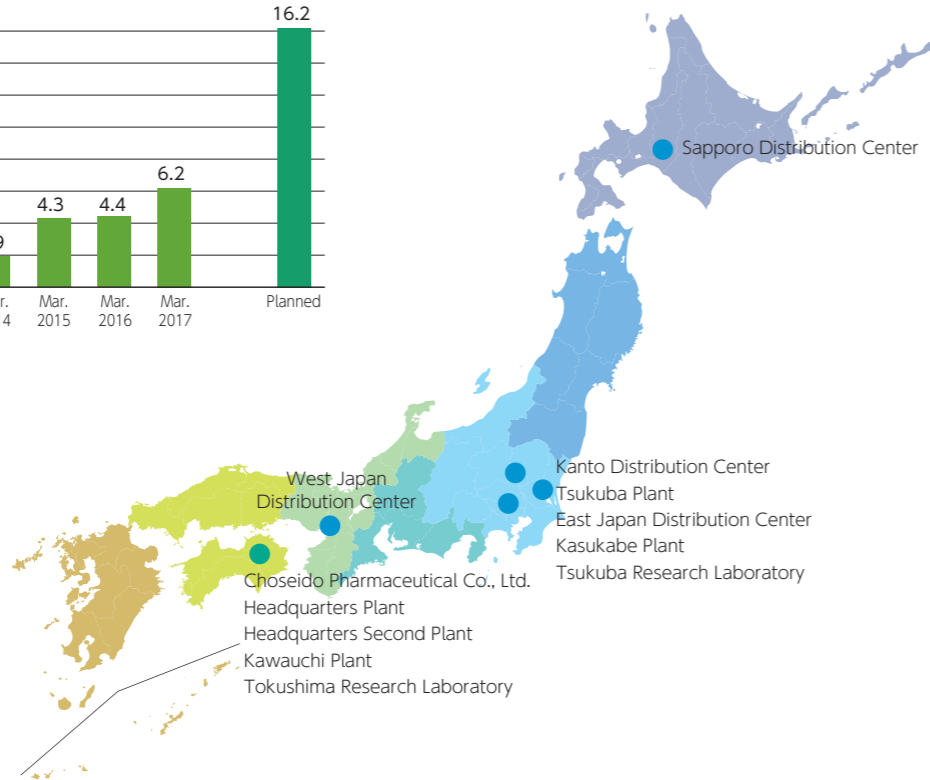 16.2
6.2
4.3
4.4
9
Mar.
2015
Mar.
2016
Mar.
2017
Planned
Sapporo Distribution Center
Kanto Distribution Center
Tsukuba Plant
East Japan Distribution Center
Kasukabe Plant
Tsukuba Research Laboratory
West Japan
Distribution Center
Choseido Pharmaceutical Co., Ltd.
Headquarters Plant
Headquarters Second Plant
Kawauchi Plant
Tokushima Research Laboratory